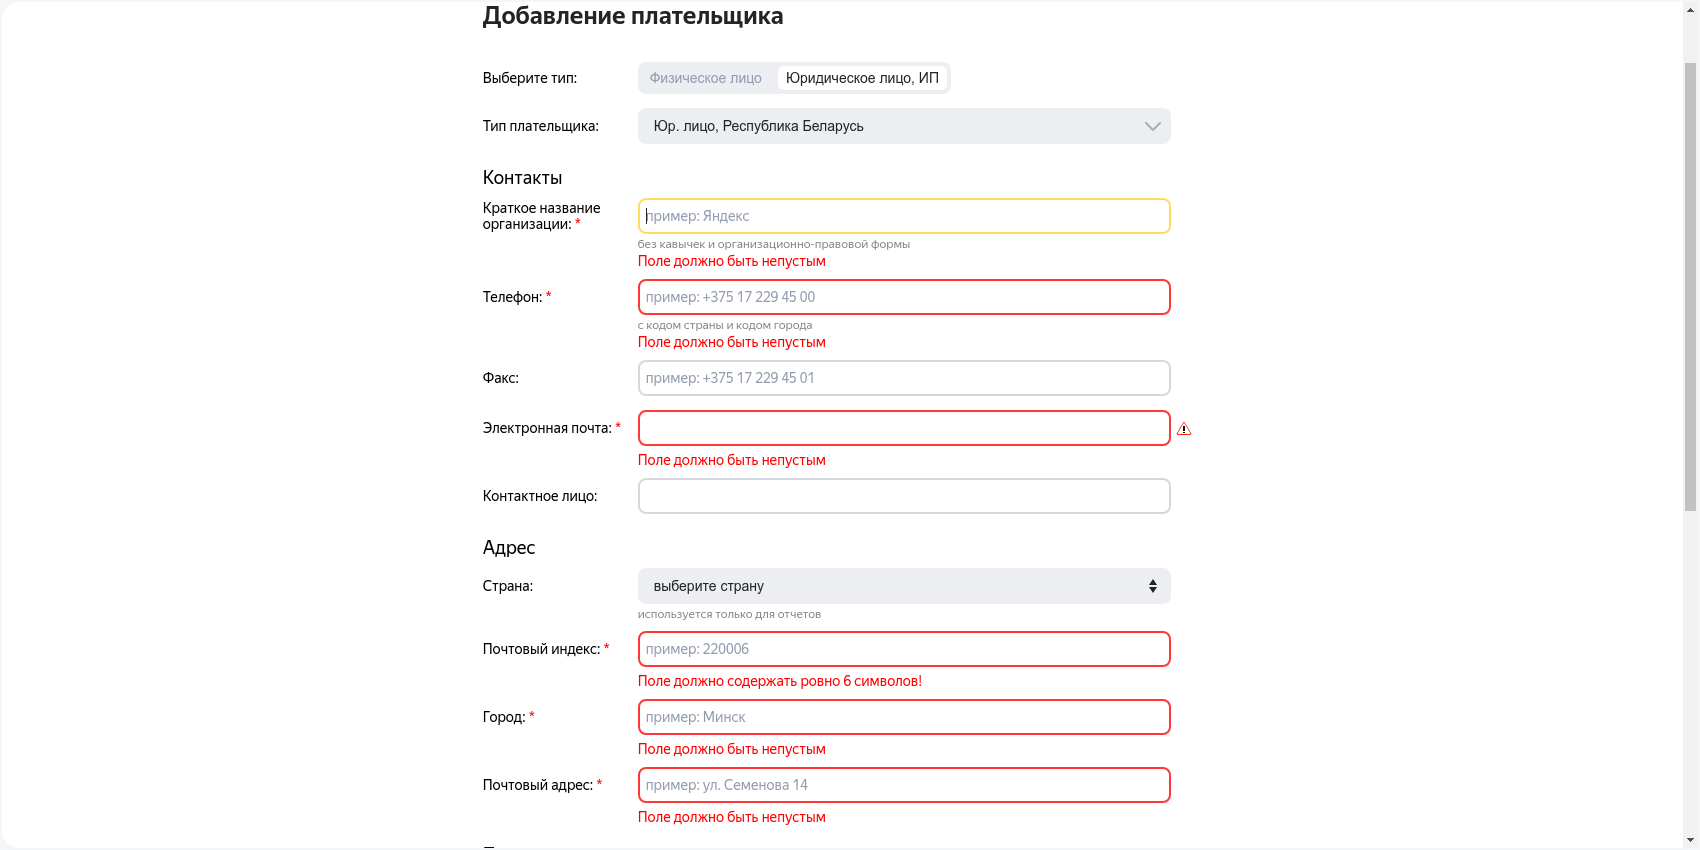 Добавление плательщика
Выберите тип:
Физическое лицо
Юридическое лицо, ИП
Тип плательщика:
Юр. лицо, Республика Беларусь
Контакты
Краткое название
организации: *
пример: Яндекс
без кавычек и организационно-правовой формы
Поле должно быть непустым
Телефон: *
пример: +375 17 229 45 00
с кодом страны и кодом города
Поле должно быть непустым
Факс:
пример: +375 17 229 45 01
Электронная почта: *
Поле должно быть непустым
Контактное лицо:
Адрес
Страна:
выберите страну
используется только для отчетов
Почтовый индекс: *
пример: 220006
Поле должно содержать ровно 6 символов!
Город: *
пример: Минск
Поле должно быть непустым
Почтовый адрес: *
пример: ул. Семенова 14
Поле должно быть непустым